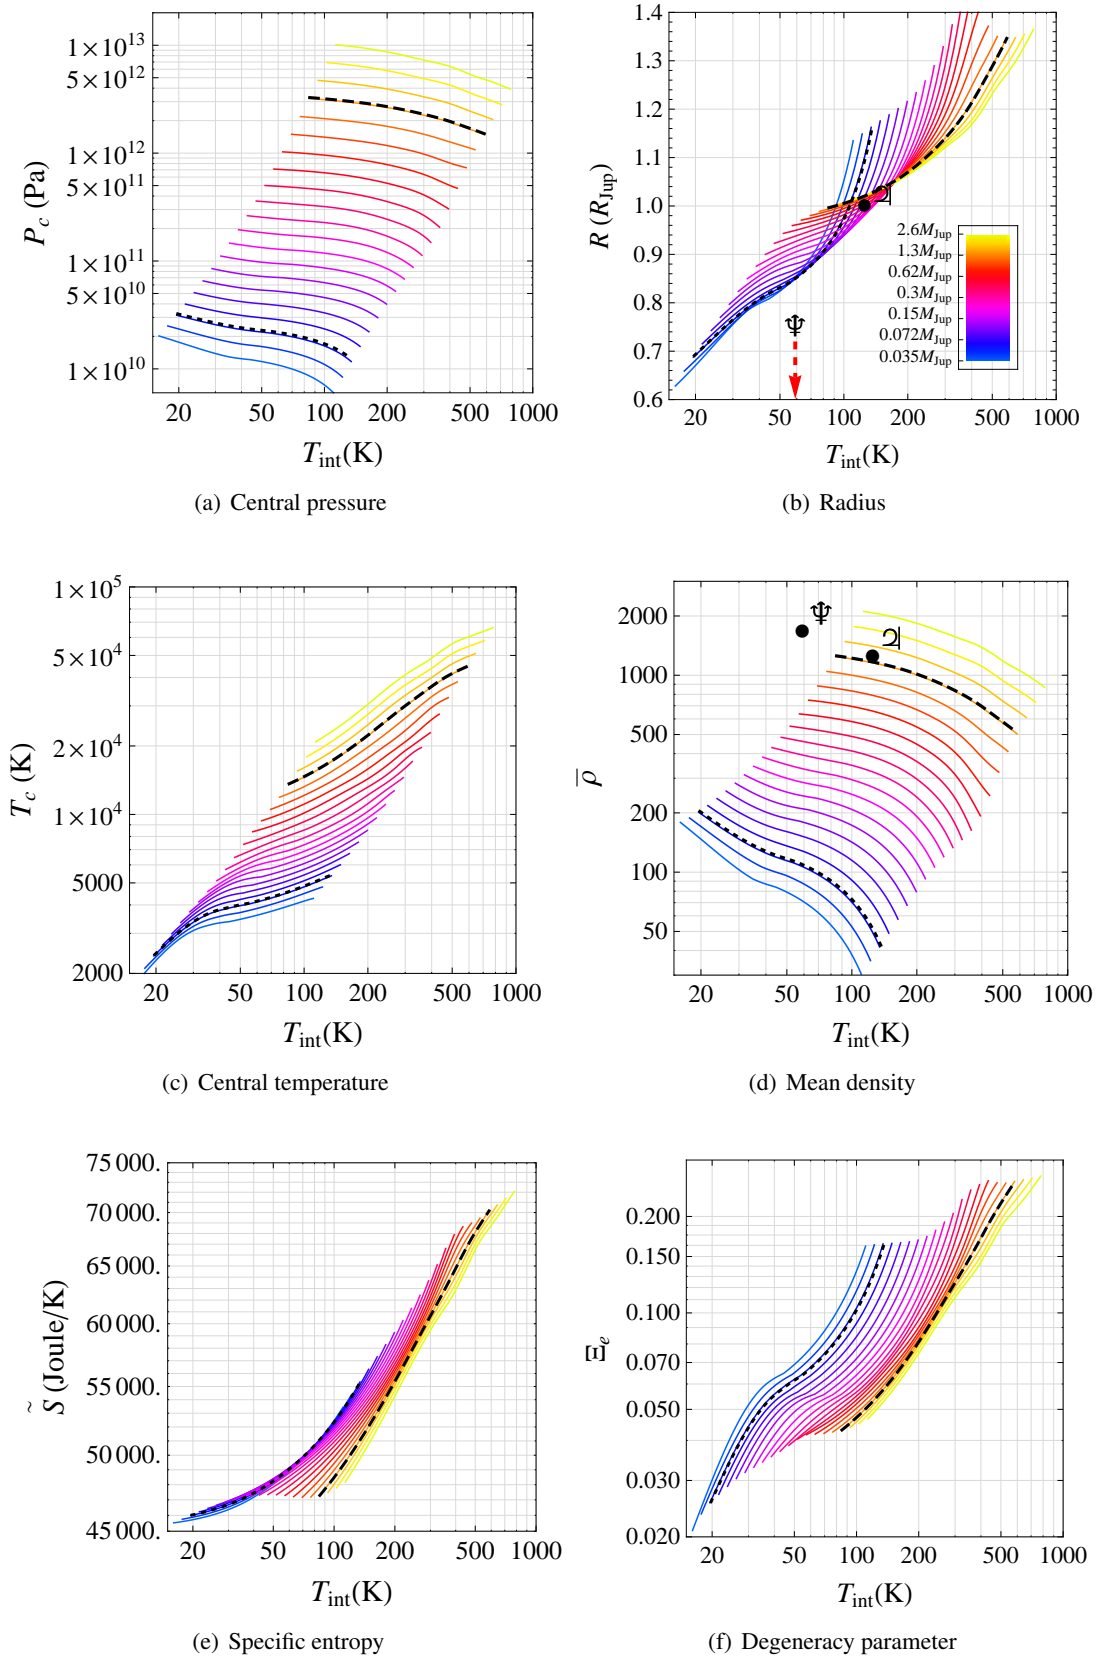 1×10^13
5×10^12
1×10^12
5×10^11
1×10^11
5×10^10
1×10^10
P_c (Pa)
20 50 100 200 500 1000
T_int(K)
(a) Central pressure
1.4
1.3
1.2
1.1
1.0
0.9
0.8
0.7
0.6
R (R_Jup)
♃
♆
2.6M_Jup
1.3M_Jup
0.62M_Jup
0.3M_Jup
0.15M_Jup
0.072M_Jup
0.035M_Jup
20 50 100 200 500 1000
T_int(K)
(b) Radius
1×10^5
5×10^4
2×10^4
1×10^4
5000
2000
T_c (K)
20 50 100 200 500 1000
T_int(K)
(c) Central temperature
2000
1000
500
200
100
50
ρ̅
♆
♃
20 50 100 200 500 1000
T_int(K)
(d) Mean density
75 000.
70 000.
65 000.
60 000.
55 000.
50 000.
45 000.
S̃ (Joule/K)
20 50 100 200 500 1000
T_int(K)
(e) Specific entropy
0.200
0.150
0.100
0.070
0.050
0.030
0.020
Ξ_e
20 50 100 200 500 1000
T_int(K)
(f) Degeneracy parameter